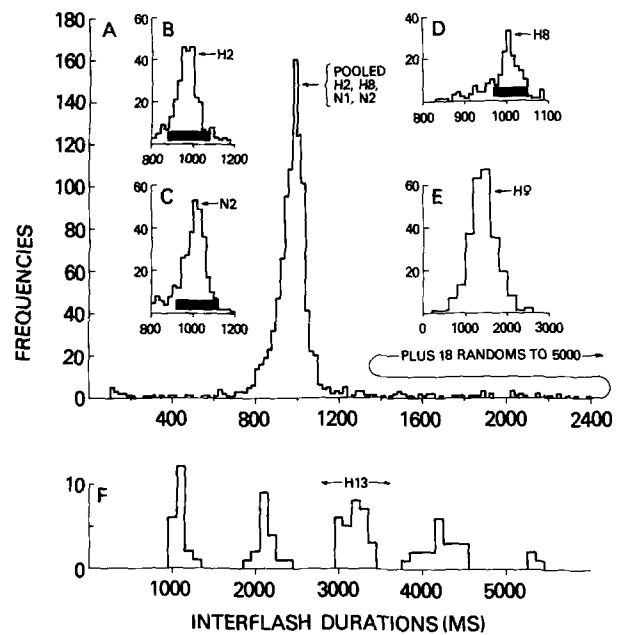 180
160
140
120
100
80
60
40
20
0
FREQUENCIES
A
400
800
1200
1600
2000
2400
POOLED
H2, H8,
N1, N2
PLUS 18 RANDOMS TO 5000
B
60
40
20
800
1000
1200
H2
C
60
40
20
800
1000
1200
N2
D
60
40
20
800
900
1000
1100
H8
E
60
40
20
0
1000
2000
3000
H♀
F
10
0
H13
1000
2000
3000
4000
5000
INTERFLASH DURATIONS (MS)